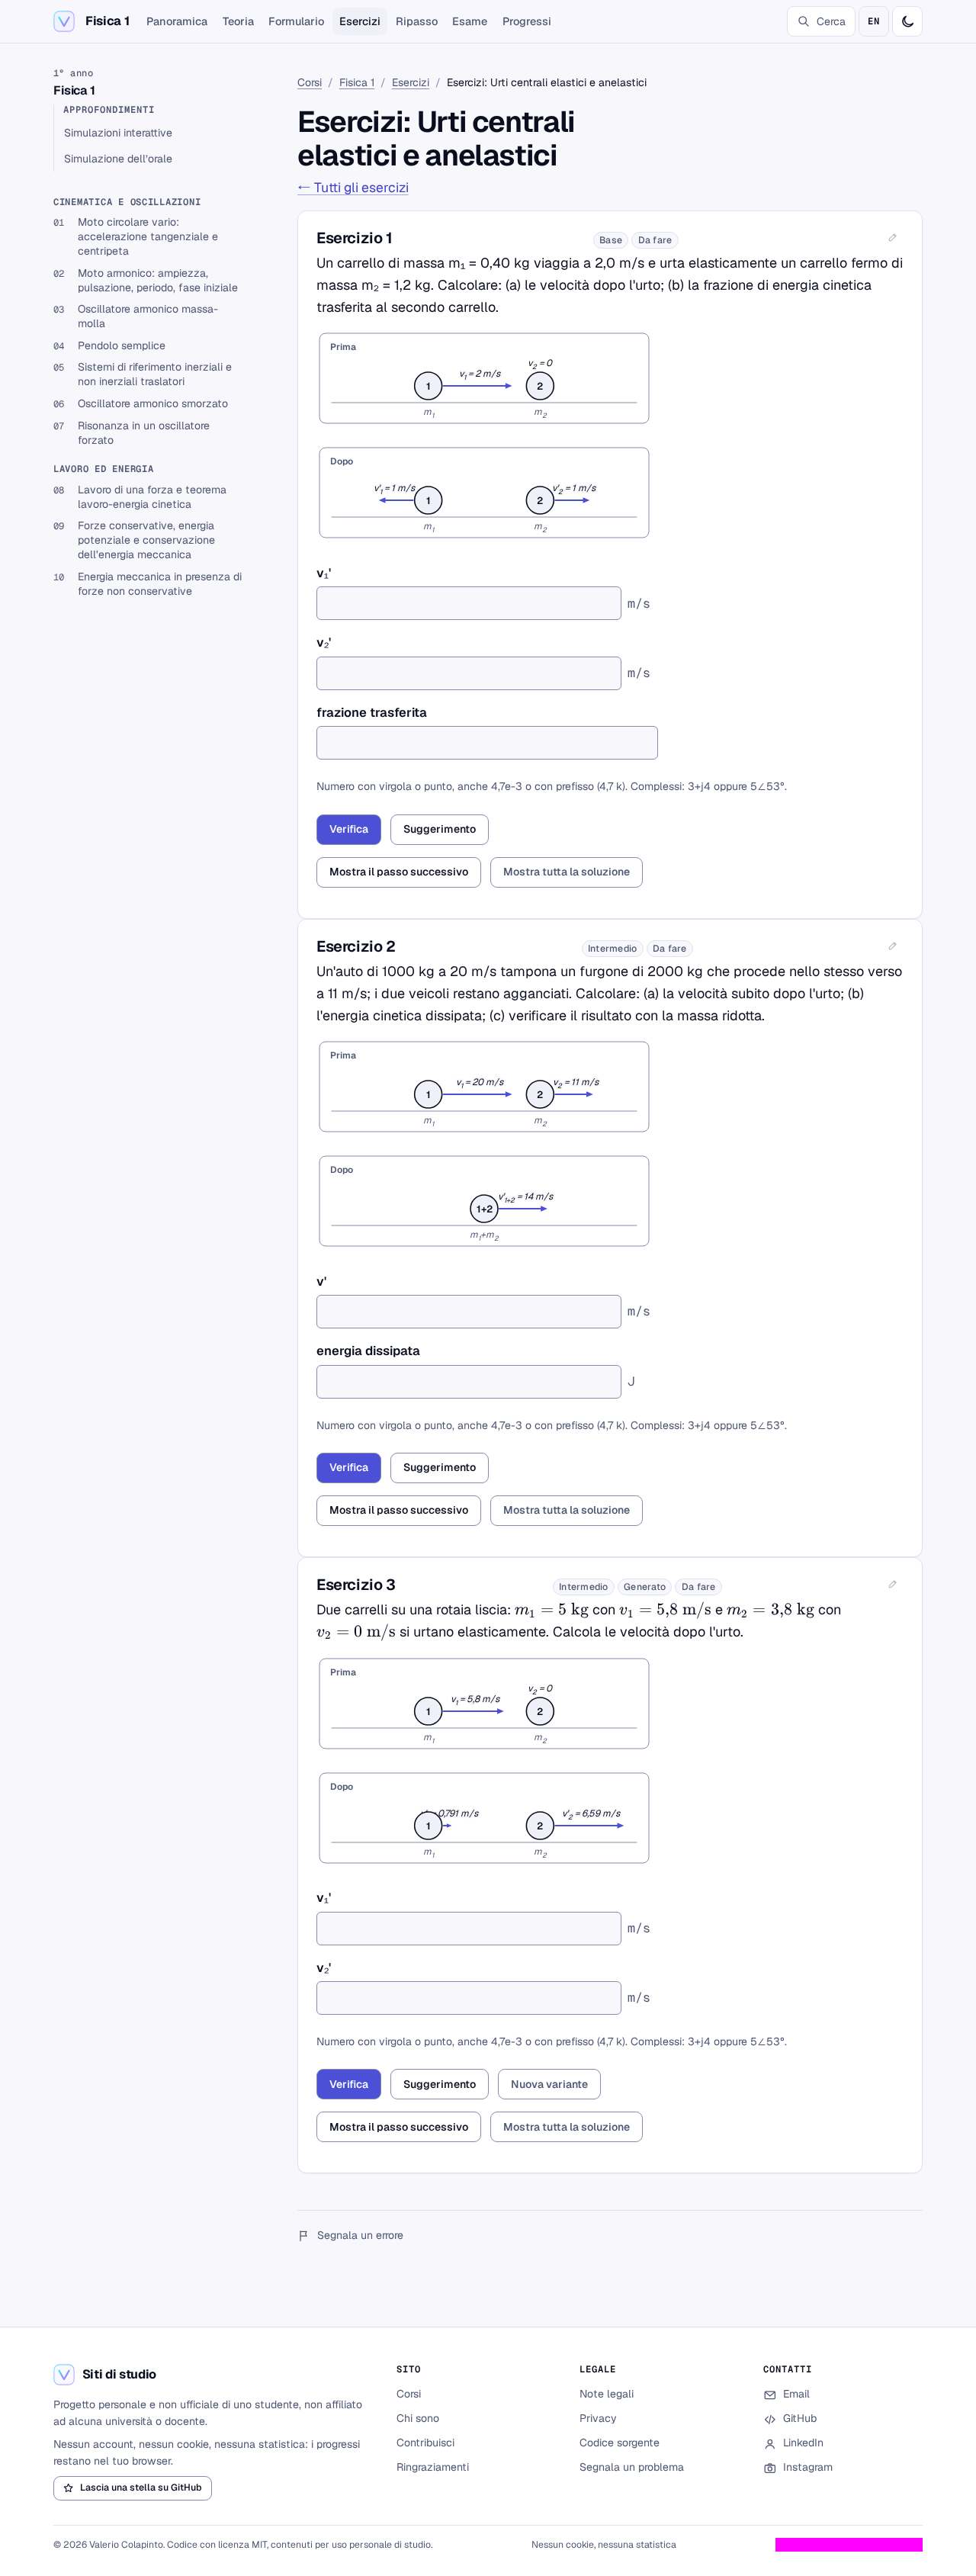 Fisica 1
Panoramica
Teoria
Formulario
Esercizi
Ripasso
Esame
Progressi
Cerca
EN
1° anno
Fisica 1
APPROFONDIMENTI
Simulazioni interattive
Simulazione dell'orale
CINEMATICA E OSCILLAZIONI
01 Moto circolare vario:
accelerazione tangenziale e
centripeta
02 Moto armonico: ampiezza,
pulsazione, periodo, fase iniziale
03 Oscillatore armonico massa-
molla
04 Pendolo semplice
05 Sistemi di riferimento inerziali e
non inerziali traslatori
06 Oscillatore armonico smorzato
07 Risonanza in un oscillatore
forzato
LAVORO ED ENERGIA
08 Lavoro di una forza e teorema
lavoro-energia cinetica
09 Forze conservative, energia
potenziale e conservazione
dell'energia meccanica
10 Energia meccanica in presenza di
forze non conservative
Corsi / Fisica 1 / Esercizi / Esercizi: Urti centrali elastici e anelastici
Esercizi: Urti centrali
elastici e anelastici
← Tutti gli esercizi
Esercizio 1
Base
Da fare
Un carrello di massa m₁ = 0,40 kg viaggia a 2,0 m/s e urta elasticamente un carrello fermo di
massa m₂ = 1,2 kg. Calcolare: (a) le velocità dopo l'urto; (b) la frazione di energia cinetica
trasferita al secondo carrello.
Prima
v₁ = 2 m/s
v₂ = 0
1
2
m₁
m₂
Dopo
v'₁ = 1 m/s
v'₂ = 1 m/s
1
2
m₁
m₂
v₁'
m/s
v₂'
m/s
frazione trasferita
Numero con virgola o punto, anche 4,7e-3 o con prefisso (4,7 k). Complessi: 3+j4 oppure 5∠53°.
Verifica
Suggerimento
Mostra il passo successivo
Mostra tutta la soluzione
Esercizio 2
Intermedio
Da fare
Un'auto di 1000 kg a 20 m/s tampona un furgone di 2000 kg che procede nello stesso verso
a 11 m/s; i due veicoli restano agganciati. Calcolare: (a) la velocità subito dopo l'urto; (b)
l'energia cinetica dissipata; (c) verificare il risultato con la massa ridotta.
Prima
v₁ = 20 m/s
v₂ = 11 m/s
1
2
m₁
m₂
Dopo
v'₁₊₂ = 14 m/s
1+2
m₁+m₂
v'
m/s
energia dissipata
J
Numero con virgola o punto, anche 4,7e-3 o con prefisso (4,7 k). Complessi: 3+j4 oppure 5∠53°.
Verifica
Suggerimento
Mostra il passo successivo
Mostra tutta la soluzione
Esercizio 3
Intermedio
Generato
Da fare
Due carrelli su una rotaia liscia: m₁ = 5 kg con v₁ = 5,8 m/s e m₂ = 3,8 kg con
v₂ = 0 m/s si urtano elasticamente. Calcola le velocità dopo l'urto.
Prima
v₁ = 5,8 m/s
v₂ = 0
1
2
m₁
m₂
Dopo
0,791 m/s
v'₂ = 6,59 m/s
1
2
m₁
m₂
v₁'
m/s
v₂'
m/s
Numero con virgola o punto, anche 4,7e-3 o con prefisso (4,7 k). Complessi: 3+j4 oppure 5∠53°.
Verifica
Suggerimento
Nuova variante
Mostra il passo successivo
Mostra tutta la soluzione
Segnala un errore
Siti di studio
Progetto personale e non ufficiale di uno studente, non affiliato
ad alcuna università o docente.
Nessun account, nessun cookie, nessuna statistica: i progressi
restano nel tuo browser.
Lascia una stella su GitHub
SITO
Corsi
Chi sono
Contribuisci
Ringraziamenti
LEGALE
Note legali
Privacy
Codice sorgente
Segnala un problema
CONTATTI
Email
GitHub
LinkedIn
Instagram
© 2026 Valerio Colapinto. Codice con licenza MIT, contenuti per uso personale di studio.
Nessun cookie, nessuna statistica